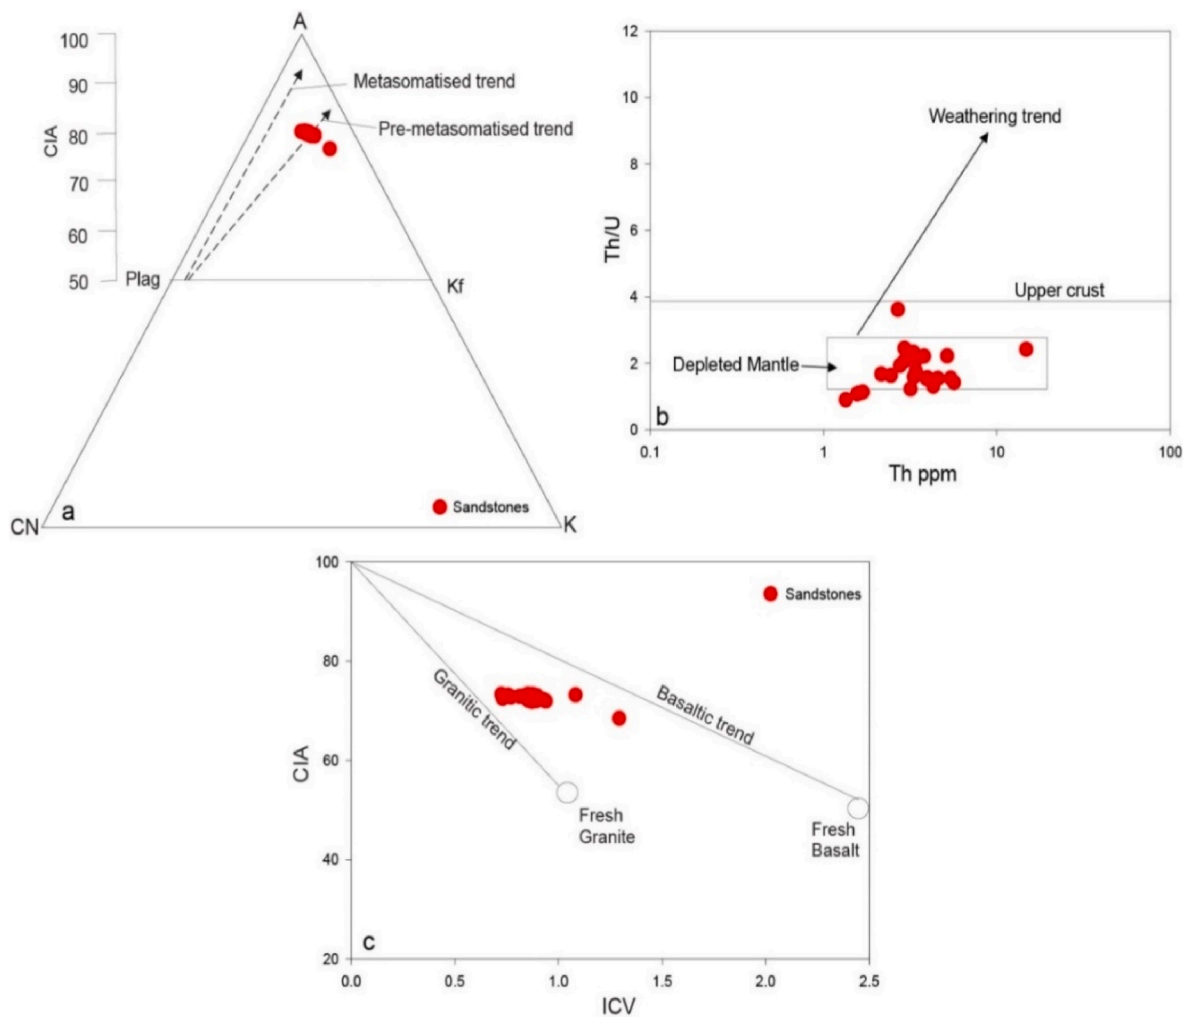 A
100
90
80
70
60
50
CIA
Metasomatised trend
Pre-metasomatised trend
Plag
Kf
CN
a
Sandstones
K
12
10
8
6
4
2
0
Th/U
Weathering trend
Upper crust
Depleted Mantle
b
0.1
1
10
100
Th ppm
100
80
60
40
20
CIA
Sandstones
Granitic trend
Basaltic trend
Fresh
Granite
Fresh
Basalt
c
0.0
0.5
1.0
1.5
2.0
2.5
ICV